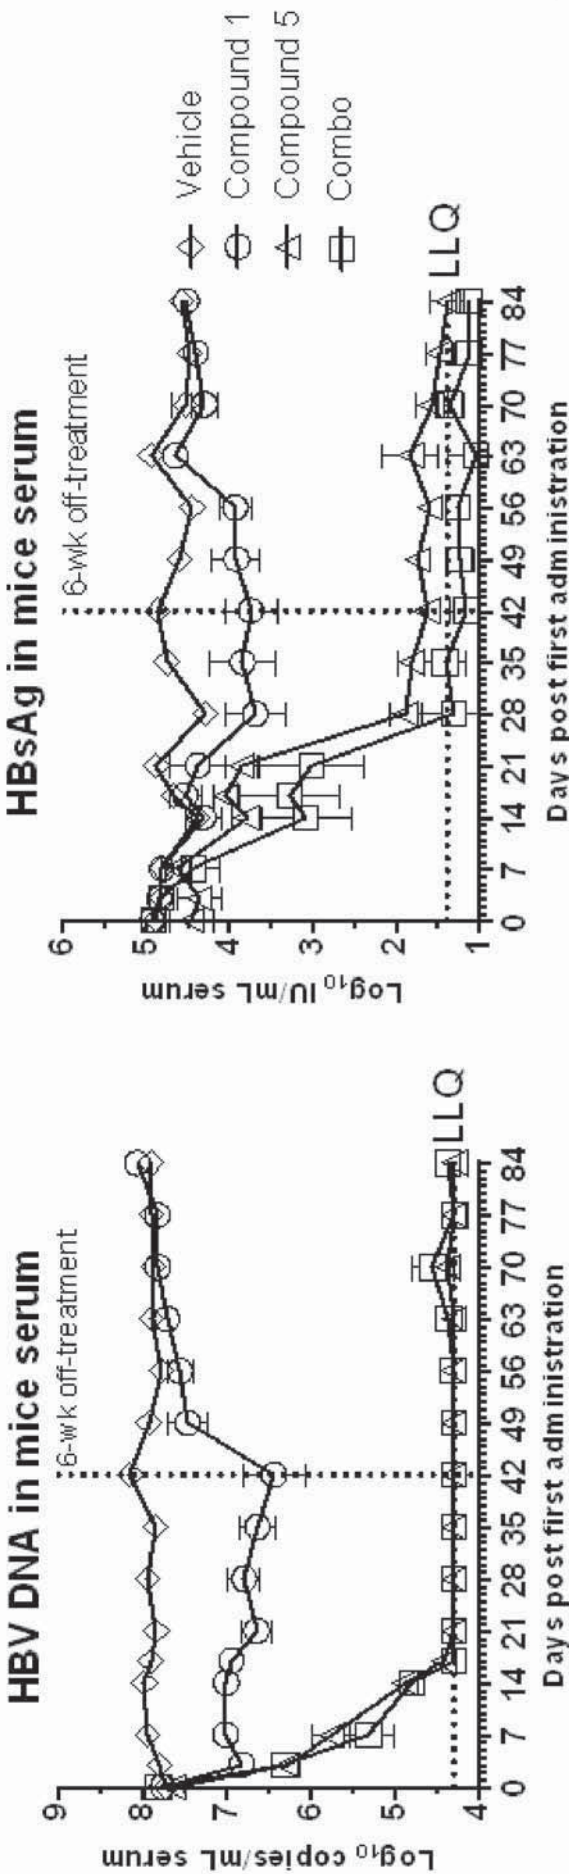 HBV DNA in mice serum
6-wk off-treatment
Log₁₀ copies/mL serum
9
8
7
6
5
4
LLQ
0 7 14 21 28 35 42 49 56 63 70 77 84
Days post first administration
HBsAg in mice serum
6-wk off-treatment
Log₁₀ IU/mL serum
6
5
4
3
2
1
LLQ
0 7 14 21 28 35 42 49 56 63 70 77 84
Days post first administration
Vehicle
Compound 1
Compound 5
Combo